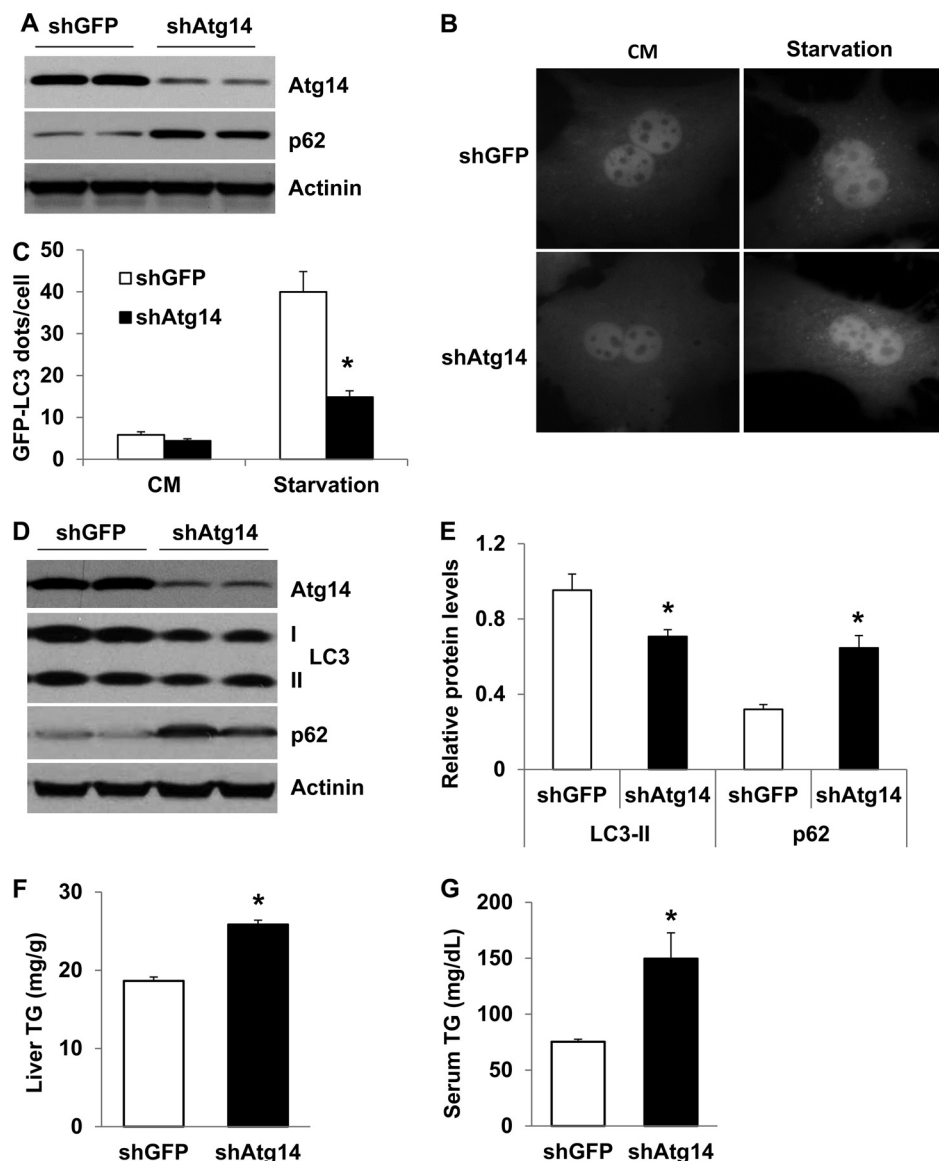 A
shGFP shAtg14
Atg14
p62
Actinin
B
CM Starvation
shGFP
shAtg14
C
GFP-LC3 dots/cell
50
40
30
20
10
0
shGFP
shAtg14
*
CM Starvation
D
shGFP shAtg14
Atg14
I
LC3
II
p62
Actinin
E
Relative protein levels
1.2
0.8
0.4
0
* *
shGFP shAtg14 shGFP shAtg14
LC3-II p62
F
Liver TG (mg/g)
30
20
10
0
*
shGFP shAtg14
G
Serum TG (mg/dL)
200
150
100
50
0
*
shGFP shAtg14